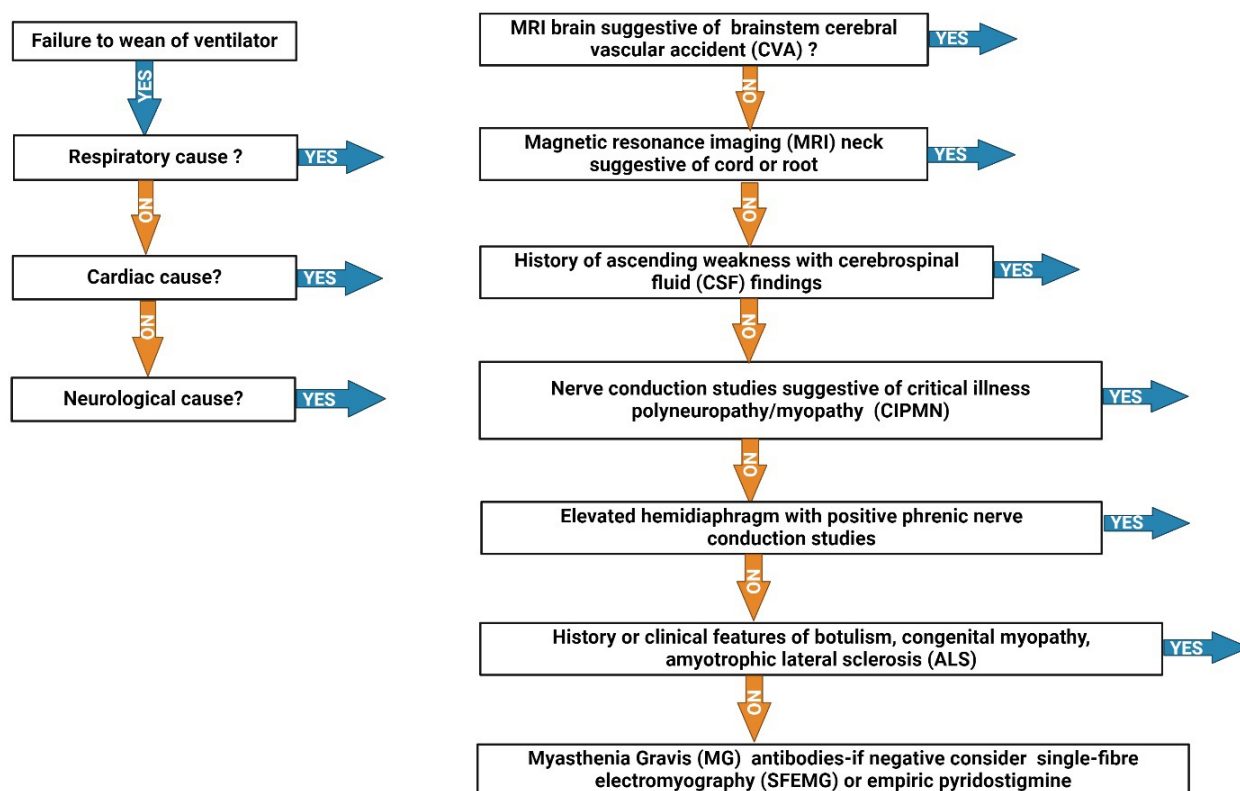 Failure to wean of ventilator
YES
Respiratory cause ?
YES
NO
Cardiac cause?
YES
NO
Neurological cause?
YES
MRI brain suggestive of brainstem cerebral
vascular accident (CVA) ?
YES
NO
Magnetic resonance imaging (MRI) neck
suggestive of cord or root
YES
NO
History of ascending weakness with cerebrospinal
fluid (CSF) findings
YES
NO
Nerve conduction studies suggestive of critical illness
polyneuropathy/myopathy (CIPMN)
YES
NO
Elevated hemidiaphragm with positive phrenic nerve
conduction studies
YES
NO
History or clinical features of botulism, congenital myopathy,
amyotrophic lateral sclerosis (ALS)
YES
NO
Myasthenia Gravis (MG) antibodies-if negative consider single-fibre
electromyography (SFEMG) or empiric pyridostigmine